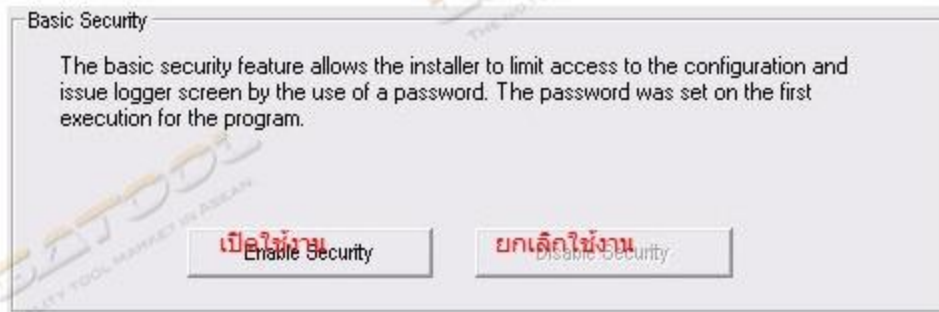 Basic Security
The basic security feature allows the installer to limit access to the configuration and
issue logger screen by the use of a password. The password was set on the first
execution for the program.
เปิดใช้งาน ยกเลิกใช้งาน
Enable Security Disable Security